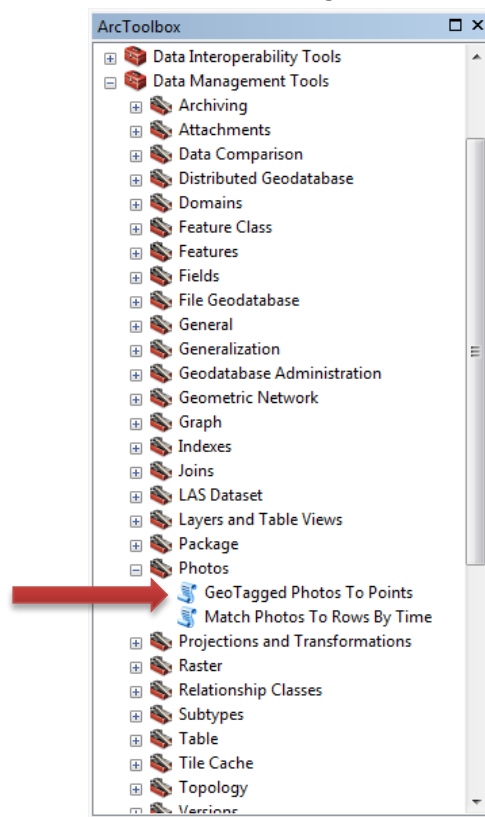 ArcToolbox
Data Interoperability Tools
Data Management Tools
Archiving
Attachments
Data Comparison
Distributed Geodatabase
Domains
Feature Class
Features
Fields
File Geodatabase
General
Generalization
Geodatabase Administration
Geometric Network
Graph
Indexes
Joins
LAS Dataset
Layers and Table Views
Package
Photos
GeoTagged Photos To Points
Match Photos To Rows By Time
Projections and Transformations
Raster
Relationship Classes
Subtypes
Table
Tile Cache
Topology
Versions